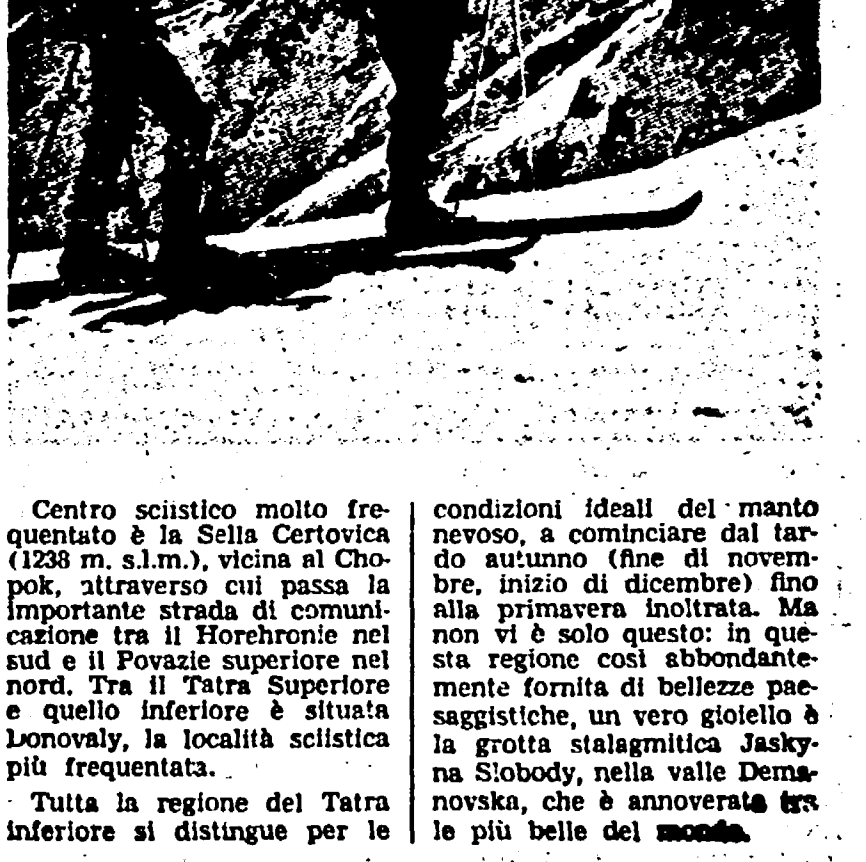 Centro sciistico molto fre-
quentato è la Sella Certovica
(1238 m. s.l.m.), vicina al Cho-
pok, attraverso cui passa la
importante strada di comuni-
cazione tra il Horehronie nel
sud e il Povazie superiore nel
nord. Tra il Tatra Superiore
e quello inferiore è situata
Donovaly, la località sciistica
più frequentata.
Tutta la regione del Tatra
inferiore si distingue per le
condizioni ideali del manto
nevoso, a cominciare dal tar-
do autunno (fine di novem-
bre, inizio di dicembre) fino
alla primavera inoltrata. Ma
non vi è solo questo: in que-
sta regione così abbondante-
mente fornita di bellezze pae-
saggistiche, un vero gioiello è
la grotta stalagmitica Jasky-
na Slobody, nella valle Dema-
novska, che è annoverata tra
le più belle del mondo.